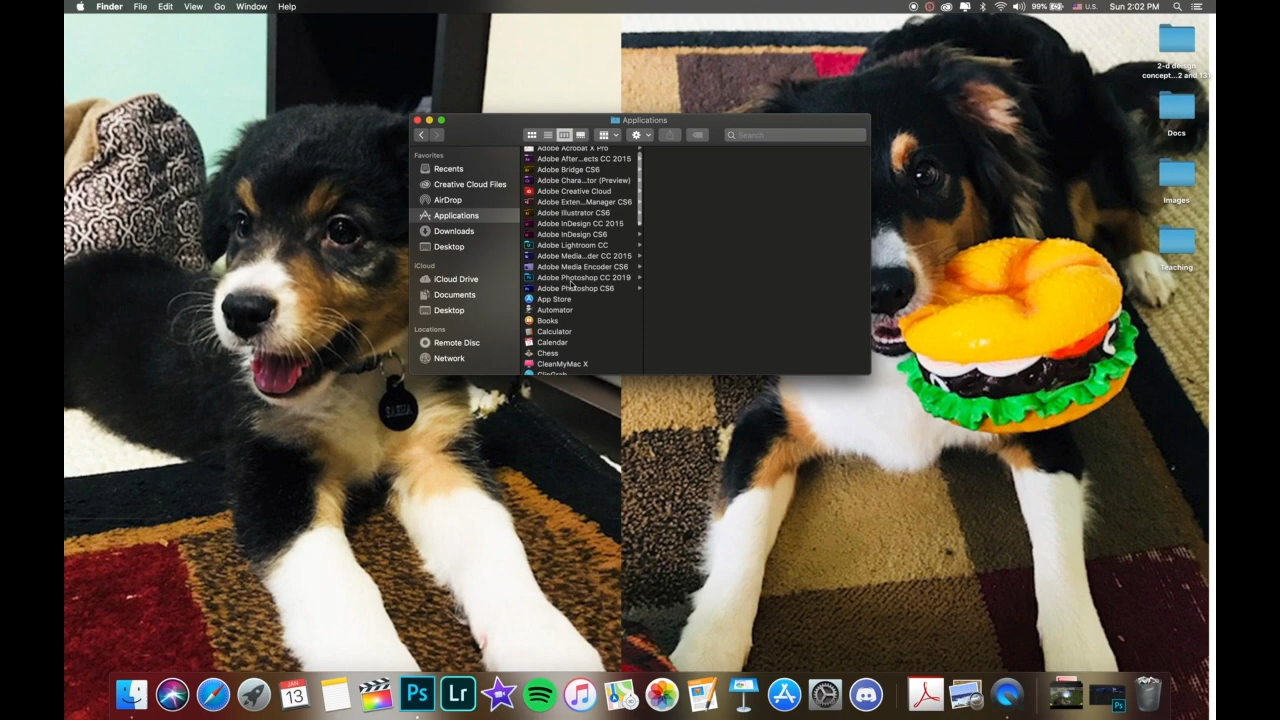 Finder File Edit View Go Window Help
99% U.S. Sun 2:02 PM
2-d deisgn
concept...2 and 13
Docs
Images
Teaching
Applications
Search
Favorites
Recents
Creative Cloud Files
AirDrop
Applications
Downloads
Desktop
iCloud
iCloud Drive
Documents
Desktop
Locations
Remote Disc
Network
Adobe Acrobat X Pro
Adobe After...ects CC 2015
Adobe Bridge CS6
Adobe Chara...tor (Preview)
Adobe Creative Cloud
Adobe Exten...Manager CS6
Adobe Illustrator CS6
Adobe InDesign CC 2015
Adobe InDesign CS6
Adobe Lightroom CC
Adobe Media...der CC 2015
Adobe Media Encoder CS6
Adobe Photoshop CC 2019
Adobe Photoshop CS6
App Store
Automator
Books
Calculator
Calendar
Chess
CleanMyMac X
ClipGrab
SASHA
JAN
13
Ps
Lr
Ps